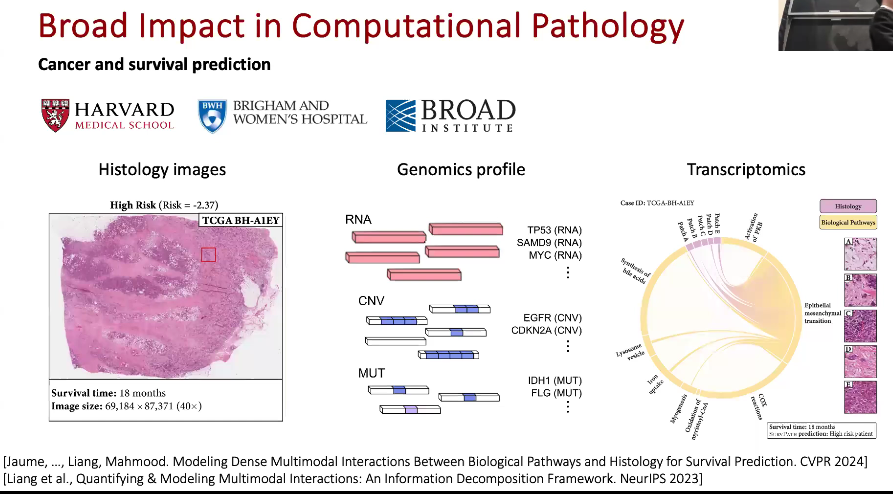 Broad Impact in Computational Pathology
Cancer and survival prediction
HARVARD
MEDICAL SCHOOL
BWH
BRIGHAM AND
WOMEN'S HOSPITAL
BROAD
INSTITUTE
Histology images
High Risk (Risk = -2.37)
TCGA BH-A1EY
Survival time: 18 months
Image size: 69,184 × 87,371 (40×)
Genomics profile
RNA
TP53 (RNA)
SAMD9 (RNA)
MYC (RNA)
⋮
CNV
EGFR (CNV)
CDKN2A (CNV)
⋮
MUT
IDH1 (MUT)
FLG (MUT)
⋮
Transcriptomics
Case ID: TCGA-BH-A1EY
Histology
Biological Pathways
Patch A
Patch B
Patch C
Patch D
Patch E
Activation
of PKB
Synthesis of
bile acids
Epithelial
mesenchymal
transition
Lysosome
vesicle
Iron
uptake
Myogenesis
Oxidation of
myristoyl-CoA
COX
reactions
A
B
C
D
E
Survival time: 18 months
SURVPATH prediction: High risk patient
[Jaume, ..., Liang, Mahmood. Modeling Dense Multimodal Interactions Between Biological Pathways and Histology for Survival Prediction. CVPR 2024]
[Liang et al., Quantifying & Modeling Multimodal Interactions: An Information Decomposition Framework. NeurIPS 2023]